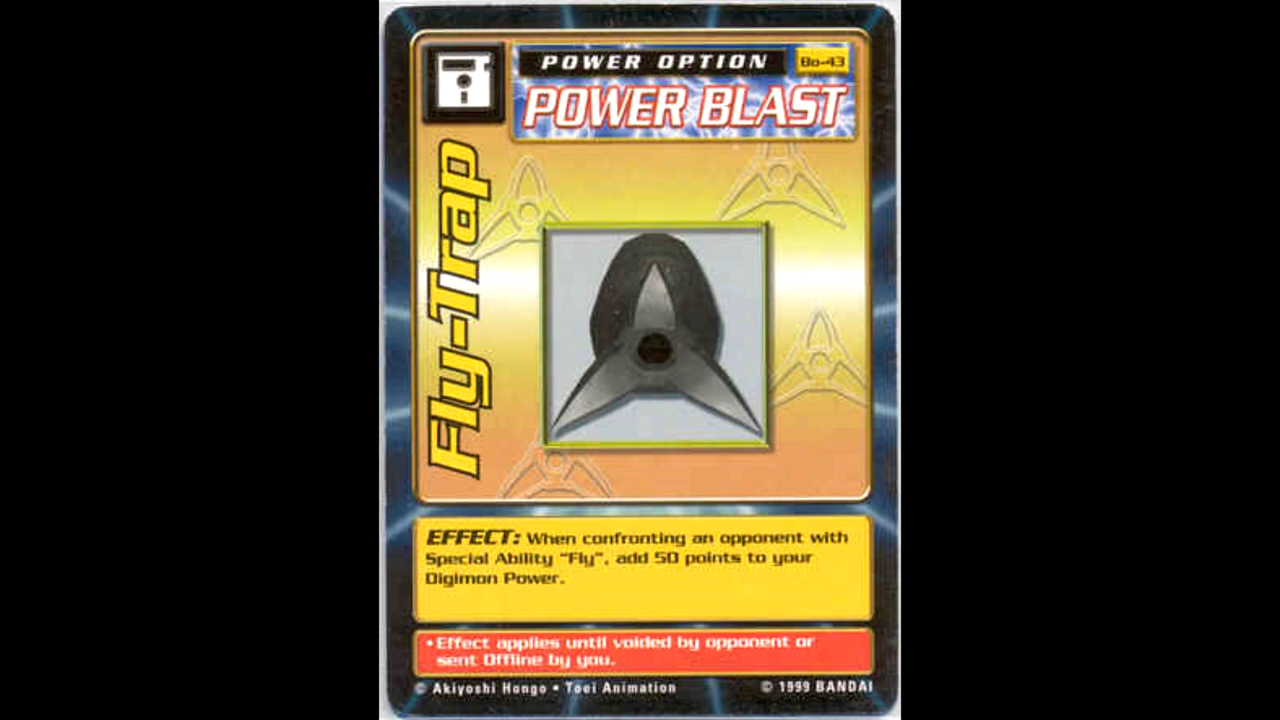 POWER OPTION
Bo-43
POWER BLAST
Fly-Trap
EFFECT: When confronting an opponent with
Special Ability "Fly", add 50 points to your
Digimon Power.
• Effect applies until voided by opponent or
sent Offline by you.
© Akiyoshi Hongo • Toei Animation
© 1999 BANDAI